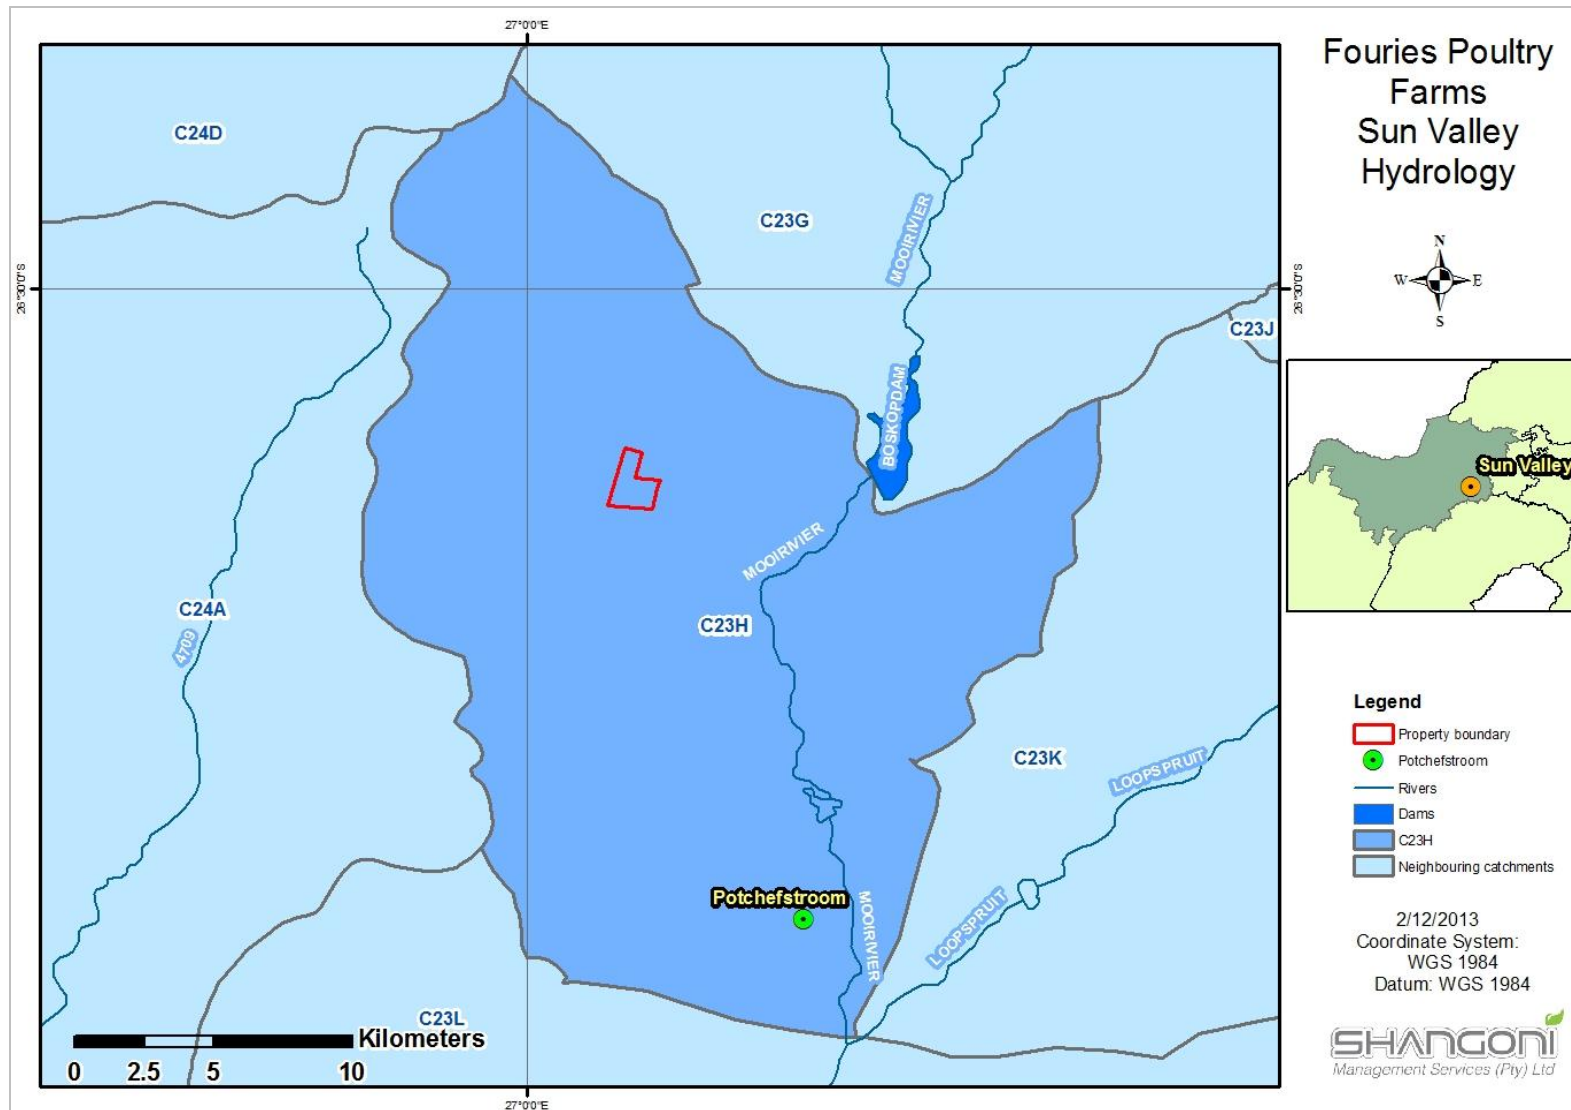 27°0'0"E
Fouries Poultry
Farms
Sun Valley
Hydrology
C24D
C23G
MOOIRIVIER
N
W
E
S
26°30'0"S
26°30'0"S
C23J
BOSKOPDAM
Sun Valley
MOOIRIVIER
C24A
C23H
4709
C23K
LOOPSPRUIT
Legend
Property boundary
Potchefstroom
Rivers
Dams
C23H
Neighbouring catchments
Potchefstroom
MOOIRIVIER
LOOPSPRUIT
2/12/2013
Coordinate System:
WGS 1984
Datum: WGS 1984
C23L
Kilometers
0 2.5 5 10
27°0'0"E
SHANGONI
Management Services (Pty) Ltd